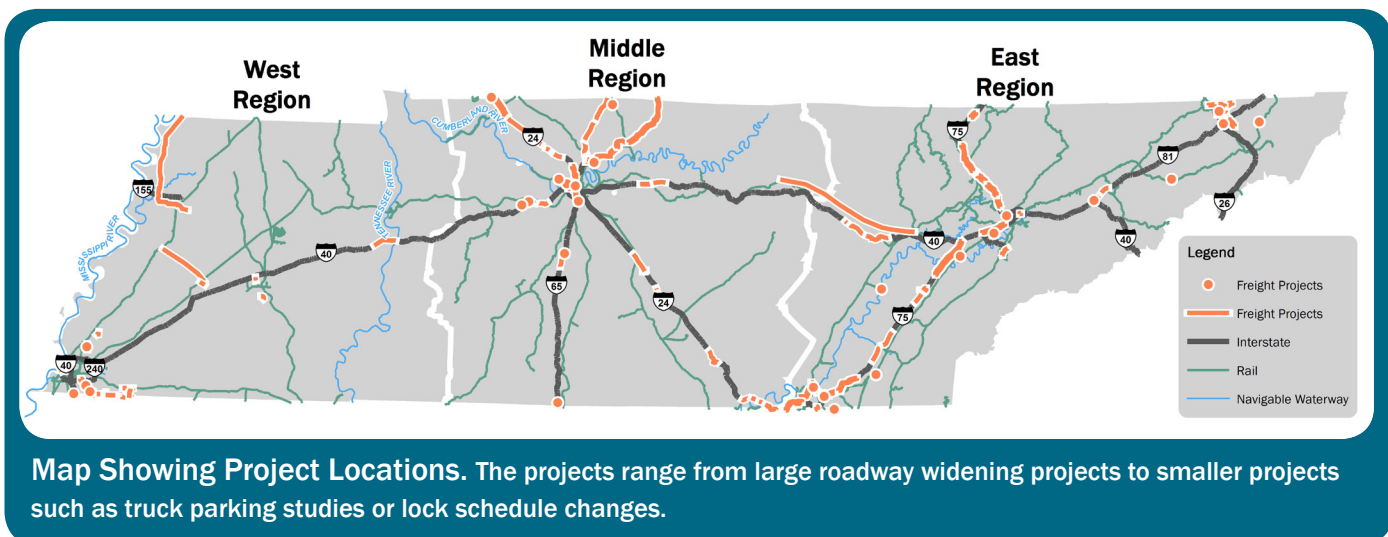 West
Region
Middle
Region
East
Region
CUMBERLAND RIVER
TENNESSEE RIVER
MISSISSIPPI RIVER
155
40
40
240
24
65
24
75
40
75
81
26
40
Legend
Freight Projects
Freight Projects
Interstate
Rail
Navigable Waterway
Map Showing Project Locations. The projects range from large roadway widening projects to smaller projects
such as truck parking studies or lock schedule changes.